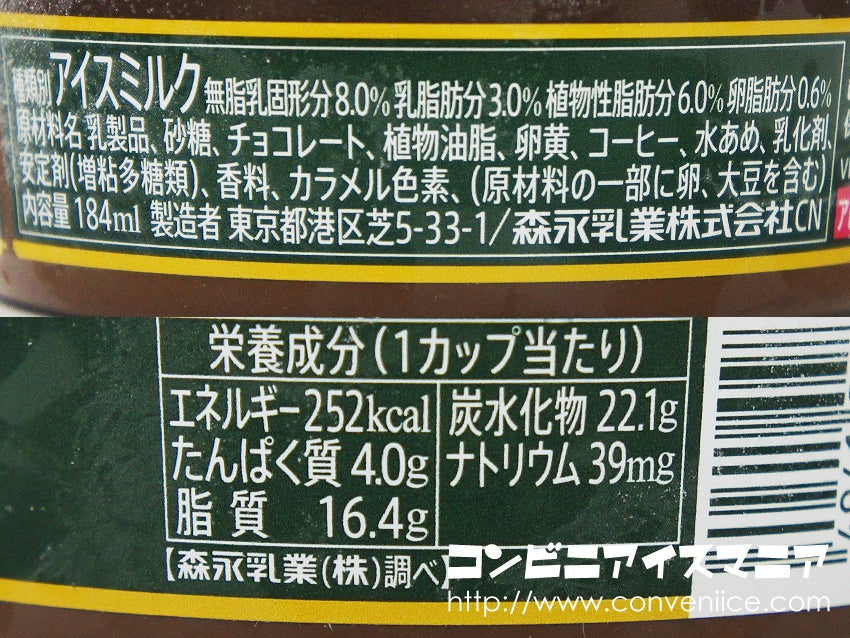 種類別 アイスミルク 無脂乳固形分8.0% 乳脂肪分3.0% 植物性脂肪分6.0% 卵脂肪分0.6%
原材料名 乳製品、砂糖、チョコレート、植物油脂、卵黄、コーヒー、水あめ、乳化剤、
安定剤(増粘多糖類)、香料、カラメル色素、(原材料の一部に卵、大豆を含む)
内容量 184ml 製造者 東京都港区芝5-33-1/森永乳業株式会社CN
栄養成分(1カップ当たり)
エネルギー 252kcal 炭水化物 22.1g
たんぱく質 4.0g ナトリウム 39mg
脂質 16.4g
【森永乳業(株)調べ】
コンビニアイスマニア
http://www.conveniice.com/